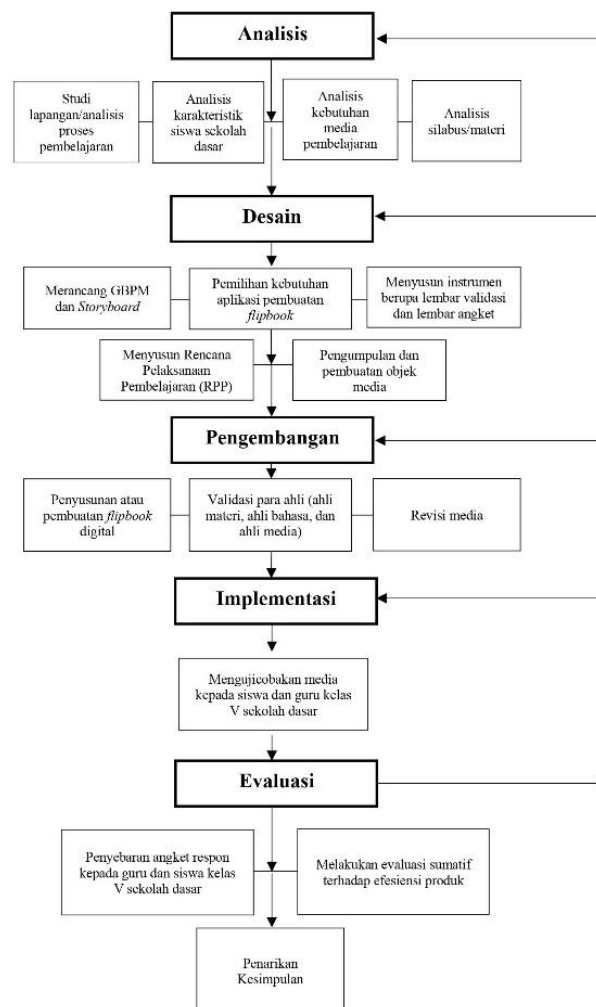 Analisis
Studi
lapangan/analisis
proses
pembelajaran
Analisis
karakteristik
siswa sekolah
dasar
Analisis
kebutuhan
media
pembelajaran
Analisis
silabus/materi
Desain
Merancang GBPM
dan Storyboard
Pemilihan kebutuhan
aplikasi pembuatan
flipbook
Menyusun instrumen
berupa lembar validasi
dan lembar angket
Menyusun Rencana
Pelaksanaan
Pembelajaran (RPP)
Pengumpulan dan
pembuatan objek
media
Pengembangan
Penyusunan atau
pembuatan flipbook
digital
Validasi para ahli (ahli
materi, ahli bahasa, dan
ahli media)
Revisi media
Implementasi
Mengujicobakan media
kepada siswa dan guru kelas
V sekolah dasar
Evaluasi
Penyebaran angket respon
kepada guru dan siswa kelas
V sekolah dasar
Melakukan evaluasi sumatif
terhadap efesiensi produk
Penarikan
Kesimpulan